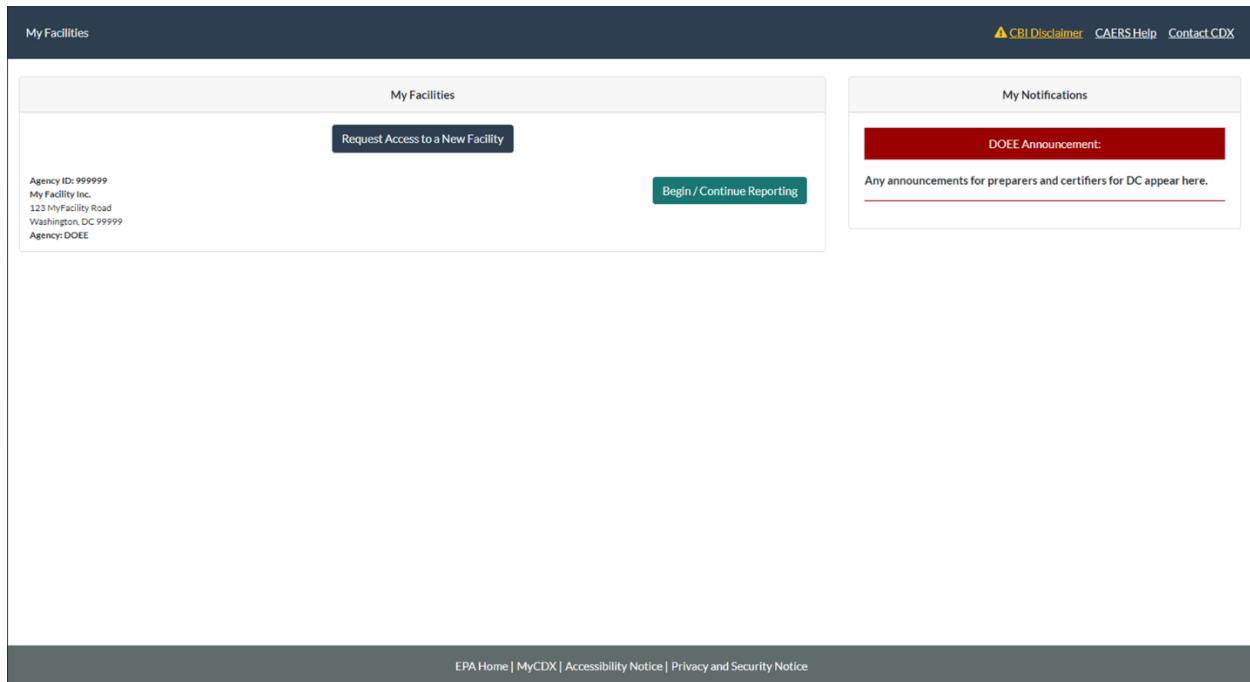 My Facilities
CBI Disclaimer CAERS Help Contact CDX
My Facilities
Request Access to a New Facility
Agency ID: 999999
My Facility Inc.
123 MyFacility Road
Washington, DC 99999
Agency: DOEE
Begin / Continue Reporting
My Notifications
DOEE Announcement:
Any announcements for preparers and certifiers for DC appear here.
EPA Home | MyCDX | Accessibility Notice | Privacy and Security Notice